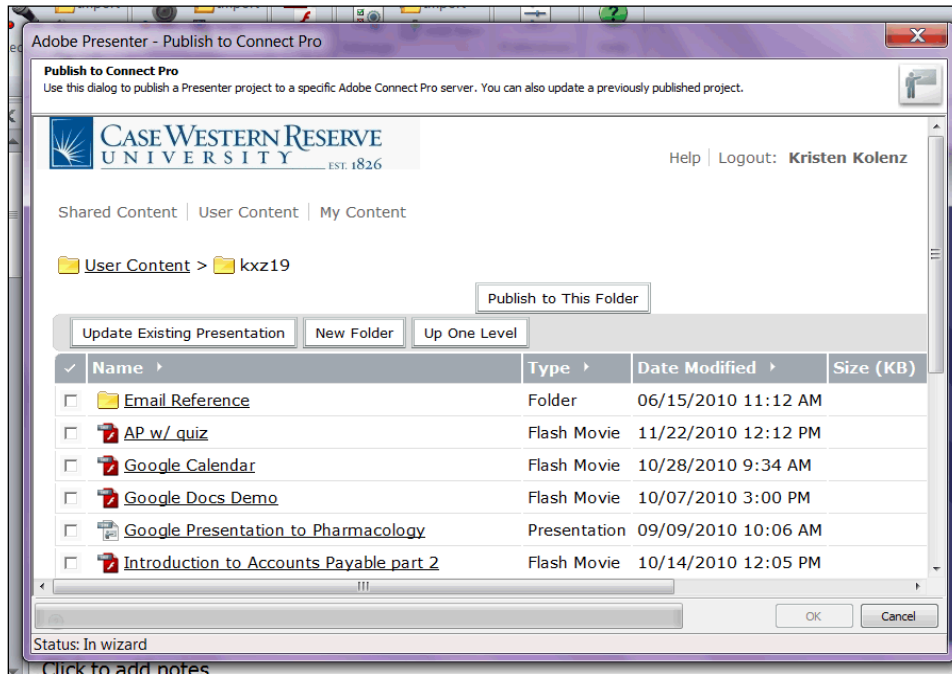 Adobe Presenter - Publish to Connect Pro
X
Publish to Connect Pro
Use this dialog to publish a Presenter project to a specific Adobe Connect Pro server. You can also update a previously published project.
CASE WESTERN RESERVE
UNIVERSITY EST. 1826
Help | Logout: Kristen Kolenz
Shared Content | User Content | My Content
User Content > kxz19
Publish to This Folder
Update Existing Presentation New Folder Up One Level
Name Type Date Modified Size (KB)
Email Reference Folder 06/15/2010 11:12 AM
AP w/ quiz Flash Movie 11/22/2010 12:12 PM
Google Calendar Flash Movie 10/28/2010 9:34 AM
Google Docs Demo Flash Movie 10/07/2010 3:00 PM
Google Presentation to Pharmacology Presentation 09/09/2010 10:06 AM
Introduction to Accounts Payable part 2 Flash Movie 10/14/2010 12:05 PM
OK Cancel
Status: In wizard
Click to add notes